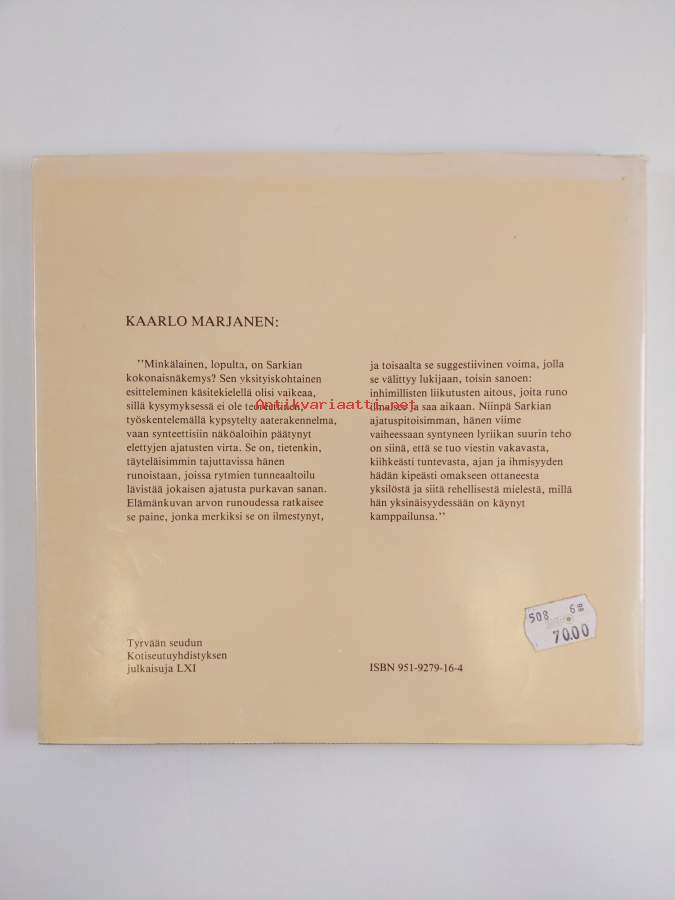 KAARLO MARJANEN:
''Minkälainen, lopulta, on Sarkian
kokonaisnäkemys? Sen yksityiskohtainen
esitteleminen käsitekielellä olisi vaikeaa,
sillä kysymyksessä ei ole teoreettinen,
työskentelemällä kypsytelty aaterakennelma,
vaan synteettisiin näköaloihin päätynyt
elettyjen ajatusten virta. Se on, tietenkin,
täyteläisimmin tajuttavissa hänen
runoistaan, joissa rytmien tunneaaltoilu
lävistää jokaisen ajatusta purkavan sanan.
Elämänkuvan arvon runoudessa ratkaisee
se paine, jonka merkiksi se on ilmestynyt,
ja toisaalta se suggestiivinen voima, jolla
se välittyy lukijaan, toisin sanoen:
inhimillisten liikutusten aitous, joita runo
ilmaisee ja saa aikaan. Niinpä Sarkian
ajatuspitoisimman, hänen viime
vaiheessaan syntyneen lyriikan suurin teho
on siinä, että se tuo viestin vakavasta,
kiihkeästi tuntevasta, ajan ja ihmisyyden
hädän kipeästi omakseen ottaneesta
yksilöstä ja siitä rehellisestä mielestä, millä
hän yksinäisyydessään on käynyt
kamppailunsa.''
Antikvariaatti.net
508 6
70.00
Tyrvään seudun
Kotiseutuyhdistyksen
julkaisuja LXI
ISBN 951-9279-16-4